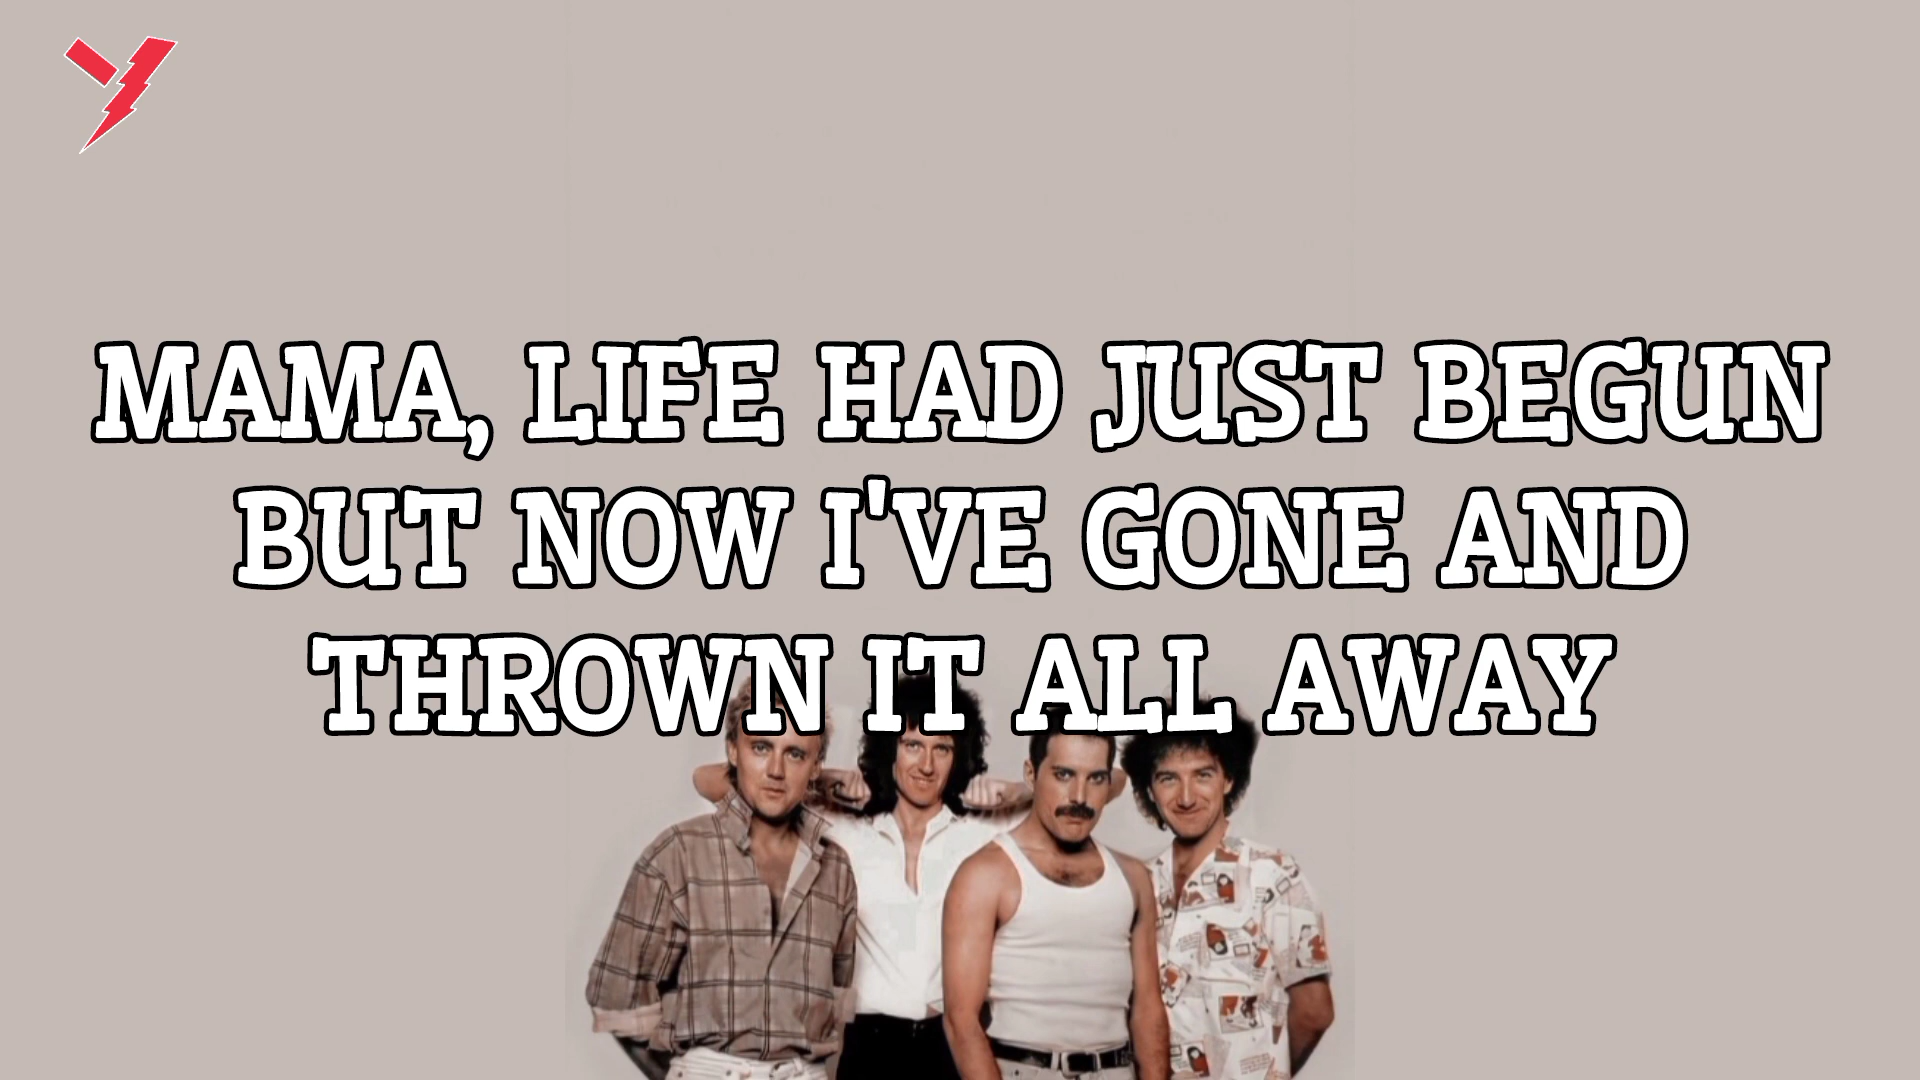 MAMA, LIFE HAD JUST BEGUN
BUT NOW I'VE GONE AND
THROWN IT ALL AWAY